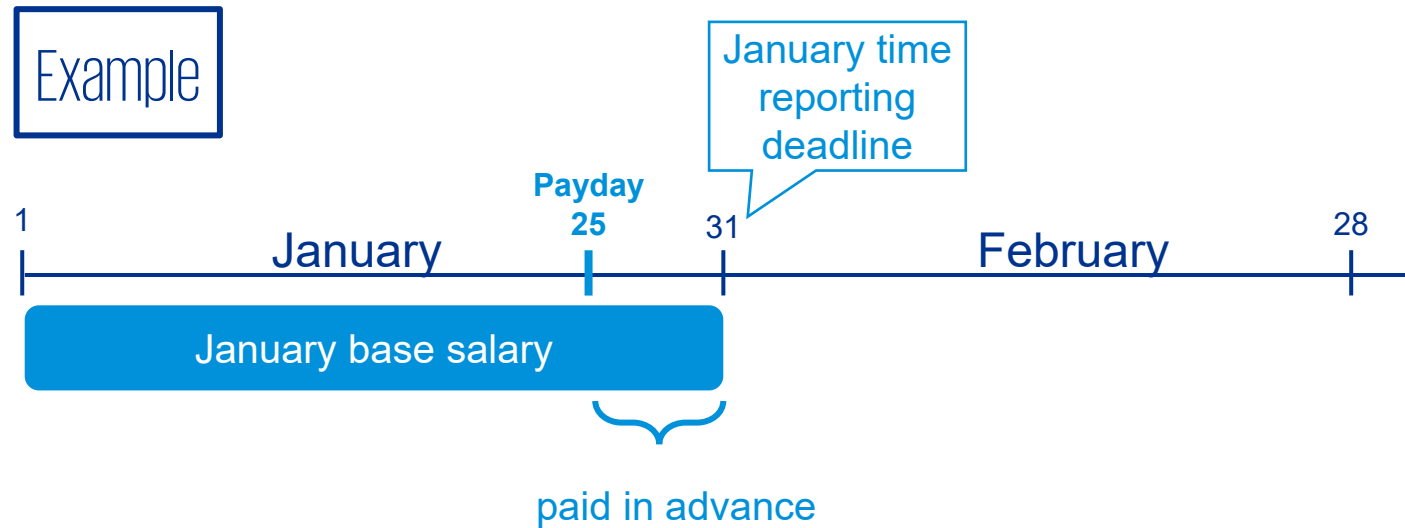 Example
January time
reporting
deadline
Payday
1
25
31
28
January
February
January base salary
paid in advance